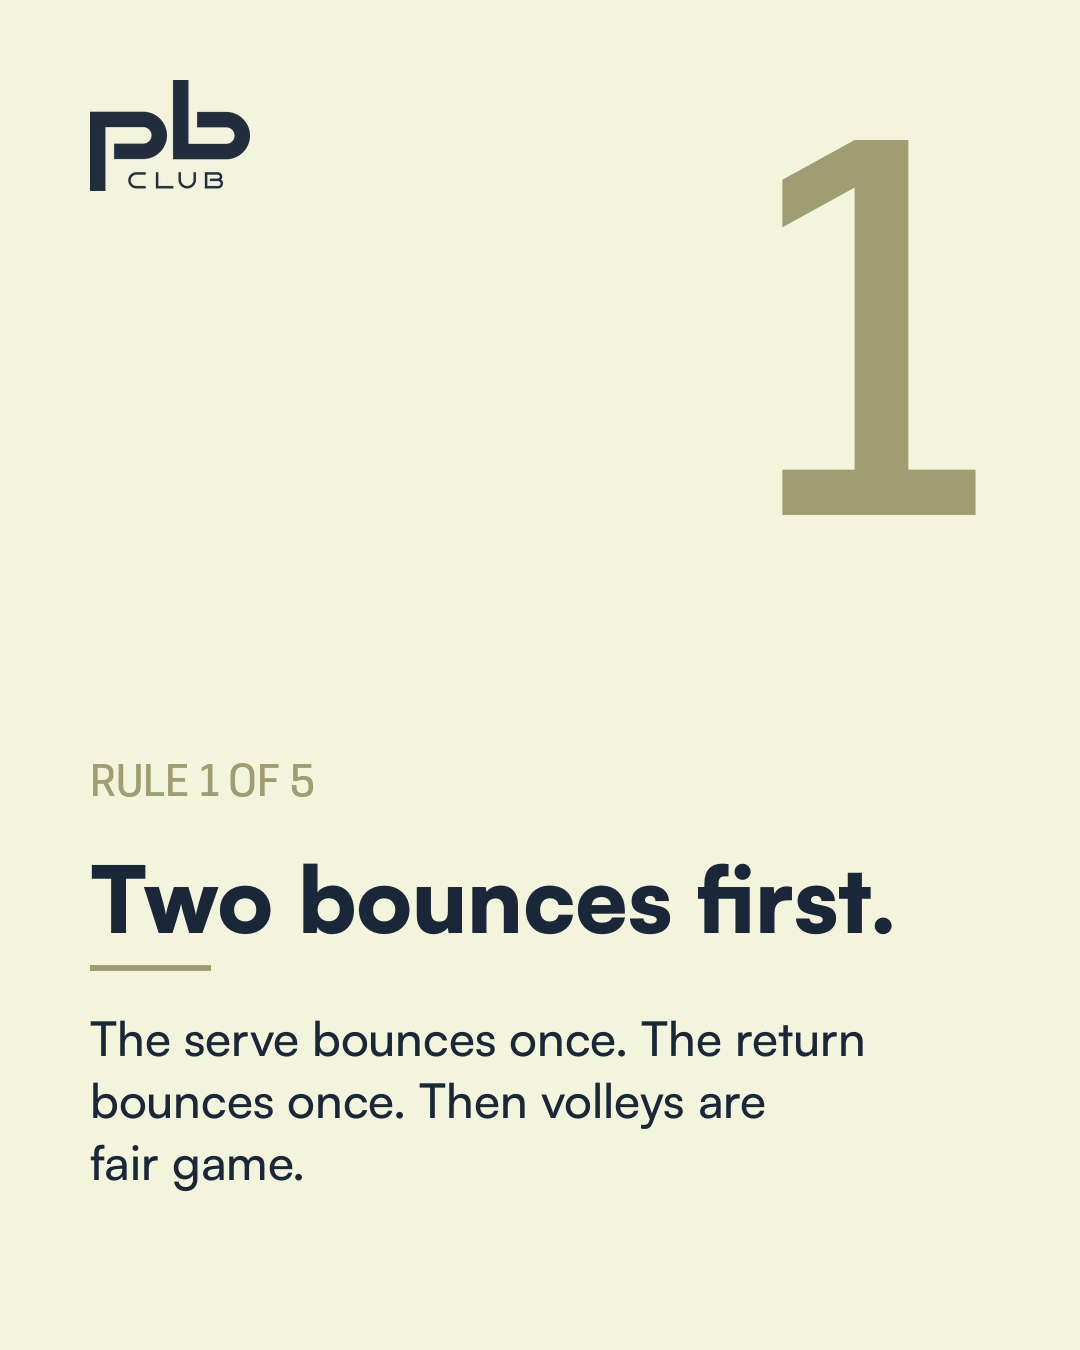 pb
CLUB
1
RULE 1 OF 5
Two bounces first.
The serve bounces once. The return
bounces once. Then volleys are
fair game.